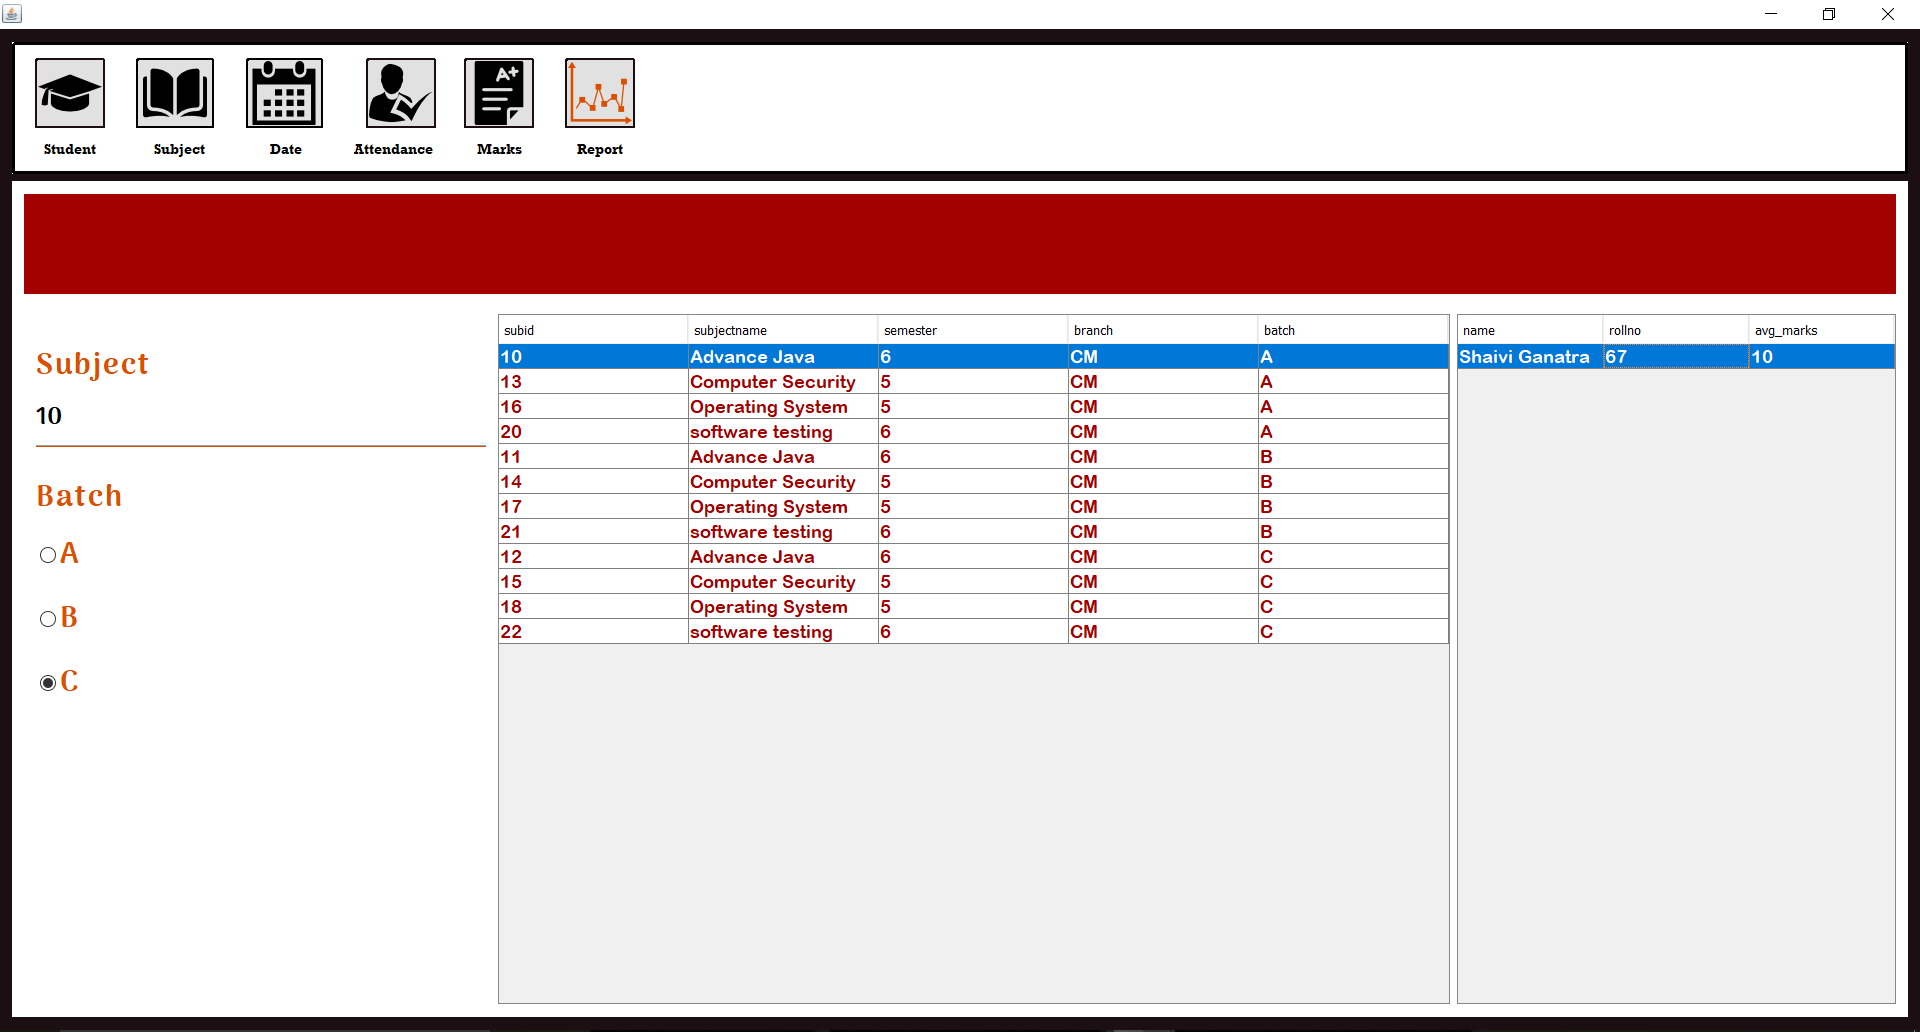 A+
Student Subject Date Attendance Marks Report
Subject
10
Batch
A
B
C
subid subjectname semester branch batch
10 Advance Java 6 CM A
13 Computer Security 5 CM A
16 Operating System 5 CM A
20 software testing 6 CM A
11 Advance Java 6 CM B
14 Computer Security 5 CM B
17 Operating System 5 CM B
21 software testing 6 CM B
12 Advance Java 6 CM C
15 Computer Security 5 CM C
18 Operating System 5 CM C
22 software testing 6 CM C
name rollno avg_marks
Shaivi Ganatra 67 10